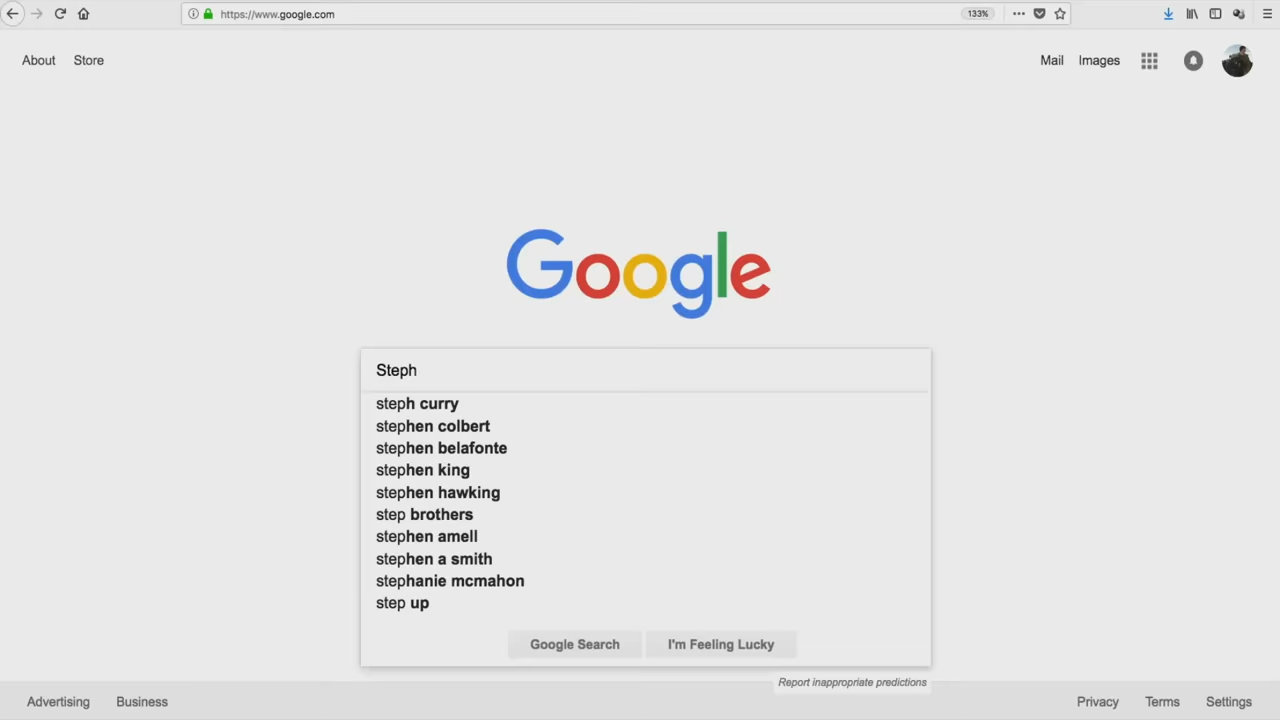 https://www.google.com
133%
About Store
Mail Images
Google
Steph
steph curry
stephen colbert
stephen belafonte
stephen king
stephen hawking
step brothers
stephen amell
stephen a smith
stephanie mcmahon
step up
Google Search I'm Feeling Lucky
Report inappropriate predictions
Advertising Business
Privacy Terms Settings